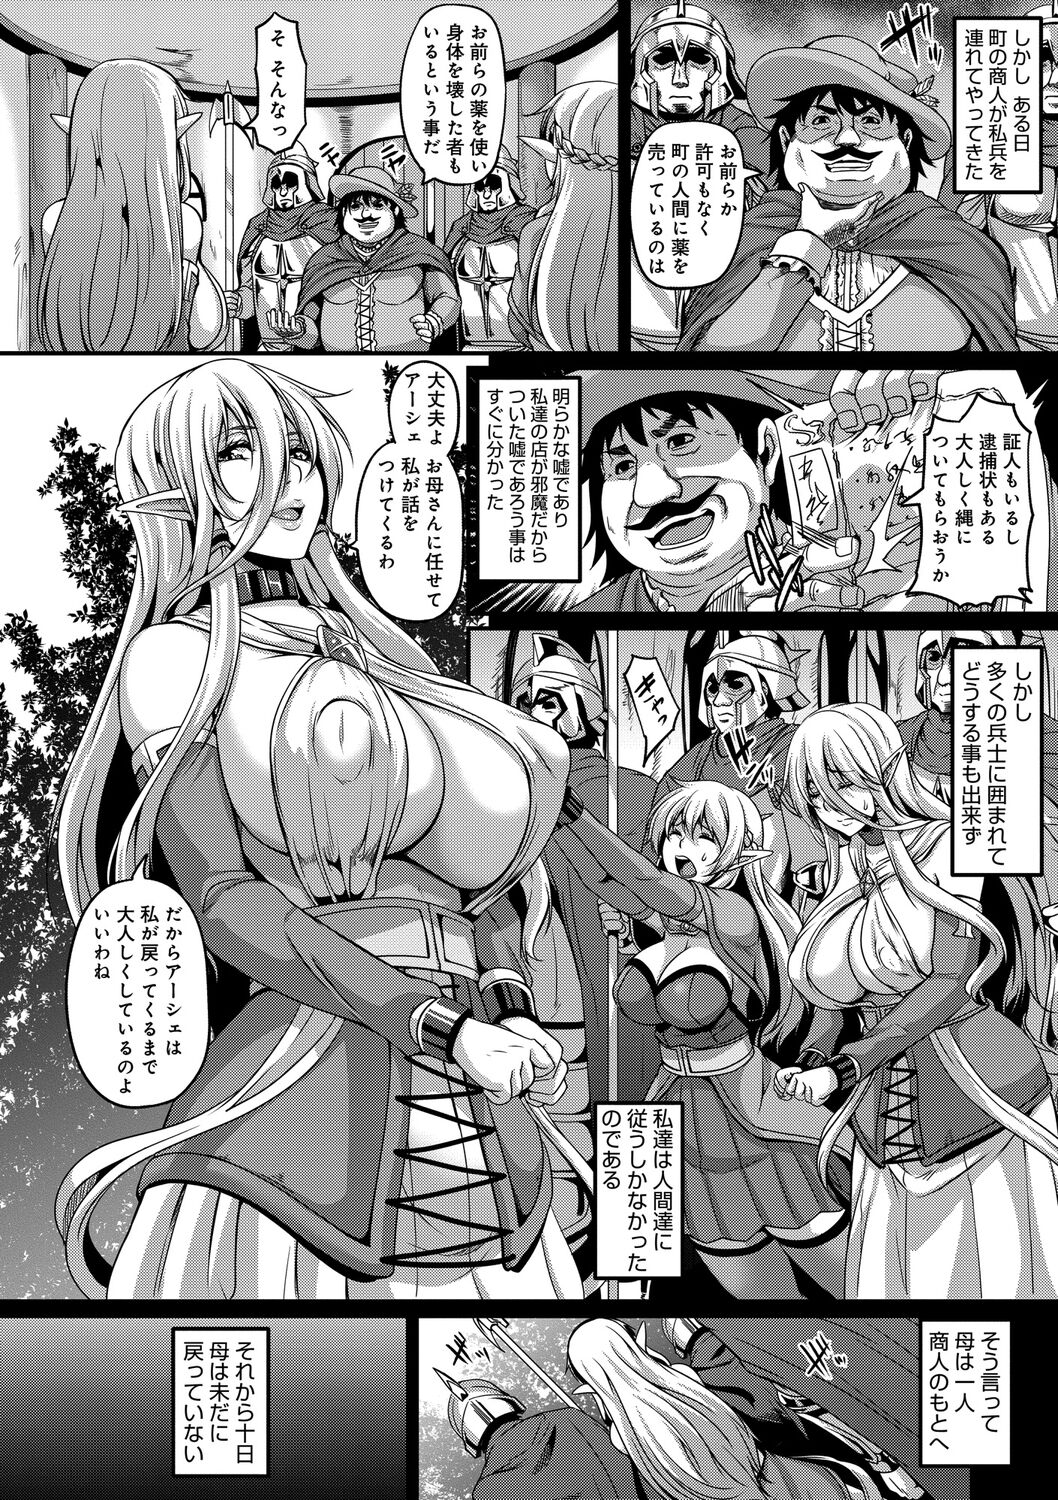 しかし ある日
町の商人が私兵を
連れてやってきた
お前らか
許可もなく
町の人間に薬を
売っているのは
お前らの薬を使い
身体を壊した者も
いるという事だ
そ そんなっ
証人もいるし
逮捕状もある
大人しく縄に
ついてもらおうか
明らかな嘘であり
私達の店が邪魔だから
ついた嘘であろう事は
すぐに分かった
しかし
多くの兵士に囲まれて
どうする事も出来ず
きゃっ
私達は人間達に
従うしかなかった
のである
大丈夫よ
アーシェ
お母さんに任せて
私が話を
つけてくるわ
だからアーシェは
私が戻ってくるまで
大人しくしているのよ
いいわね
そう言って
母は一人
商人のもとへ
それから十日
母は未だに
戻っていない